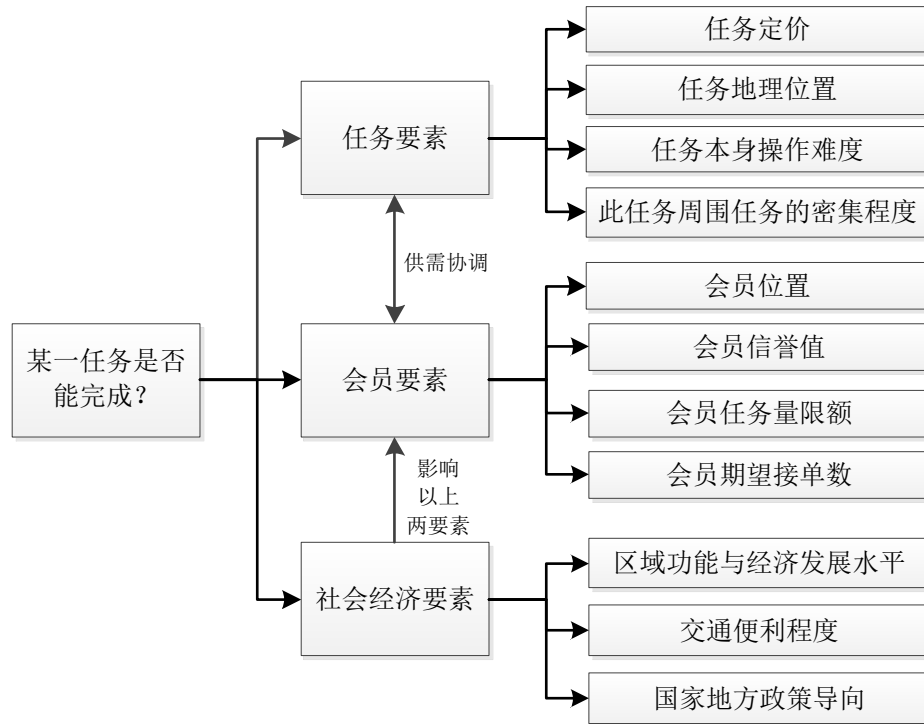 任务定价
任务地理位置
任务要素
任务本身操作难度
此任务周围任务的密集程度
供需协调
会员位置
某一任务是否
能完成？
会员要素
会员信誉值
会员任务量限额
会员期望接单数
影响
以上
两要素
社会经济要素
区域功能与经济发展水平
交通便利程度
国家地方政策导向